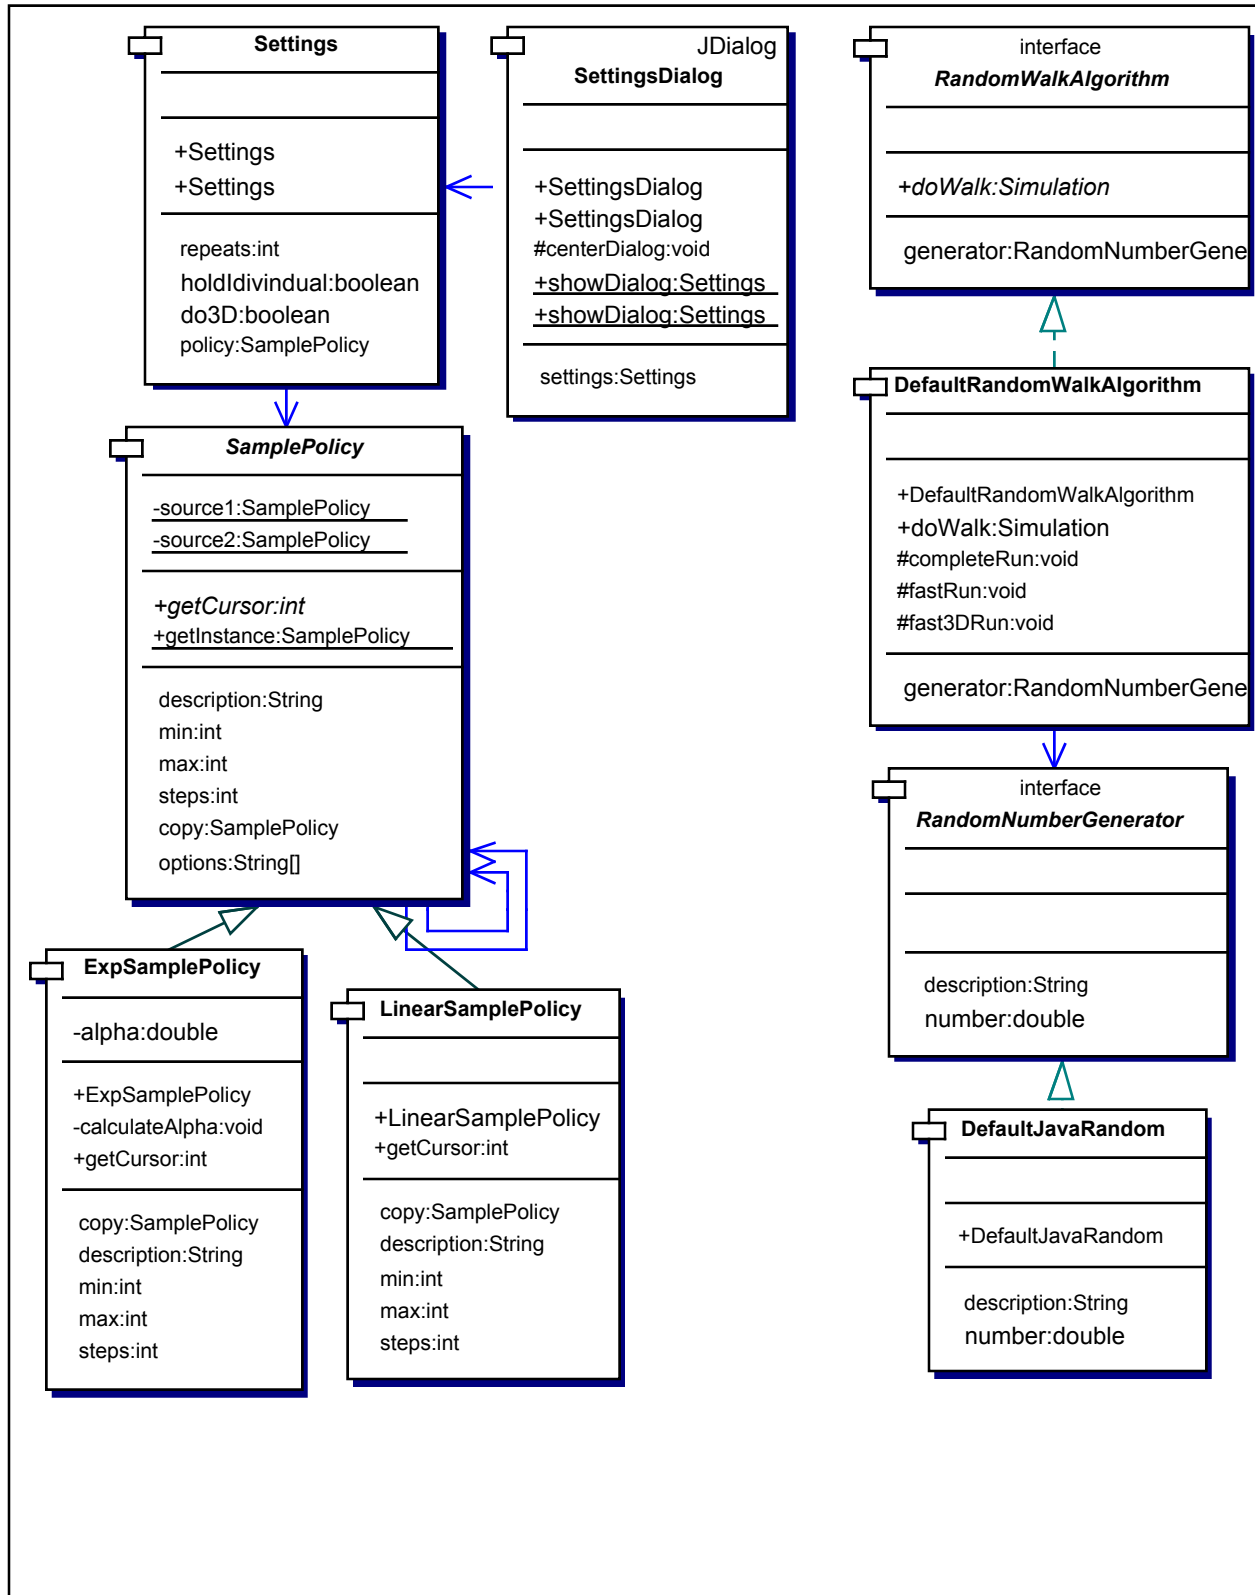 Settings
+Settings
+Settings
repeats:int
holdIdivindual:boolean
do3D:boolean
policy:SamplePolicy
JDialog
SettingsDialog
+SettingsDialog
+SettingsDialog
#centerDialog:void
+showDialog:Settings
+showDialog:Settings
settings:Settings
interface
RandomWalkAlgorithm
+doWalk:Simulation
generator:RandomNumberGene
SamplePolicy
-source1:SamplePolicy
-source2:SamplePolicy
+getCursor:int
+getInstance:SamplePolicy
description:String
min:int
max:int
steps:int
copy:SamplePolicy
options:String[]
DefaultRandomWalkAlgorithm
+DefaultRandomWalkAlgorithm
+doWalk:Simulation
#completeRun:void
#fastRun:void
#fast3DRun:void
generator:RandomNumberGene
interface
RandomNumberGenerator
description:String
number:double
ExpSamplePolicy
-alpha:double
+ExpSamplePolicy
-calculateAlpha:void
+getCursor:int
copy:SamplePolicy
description:String
min:int
max:int
steps:int
LinearSamplePolicy
+LinearSamplePolicy
+getCursor:int
copy:SamplePolicy
description:String
min:int
max:int
steps:int
DefaultJavaRandom
+DefaultJavaRandom
description:String
number:double